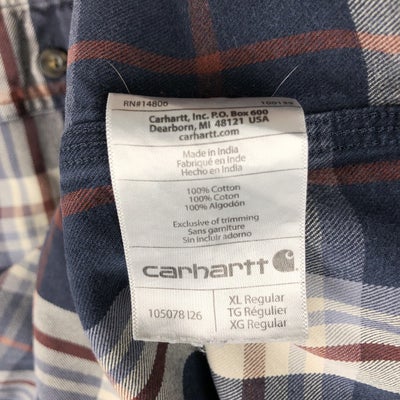 RN#14806
Carhartt, Inc. P.O. Box 600
Dearborn, MI 48121 USA
carhartt.com
Made in India
Fabriqué en Inde
Hecho en India
100% Cotton
100% Coton
100% Algodón
Exclusive of trimming
Sans garniture
Sin incluir adorno
carhartt
105078 I26
XL Regular
TG Régulier
XG Regular